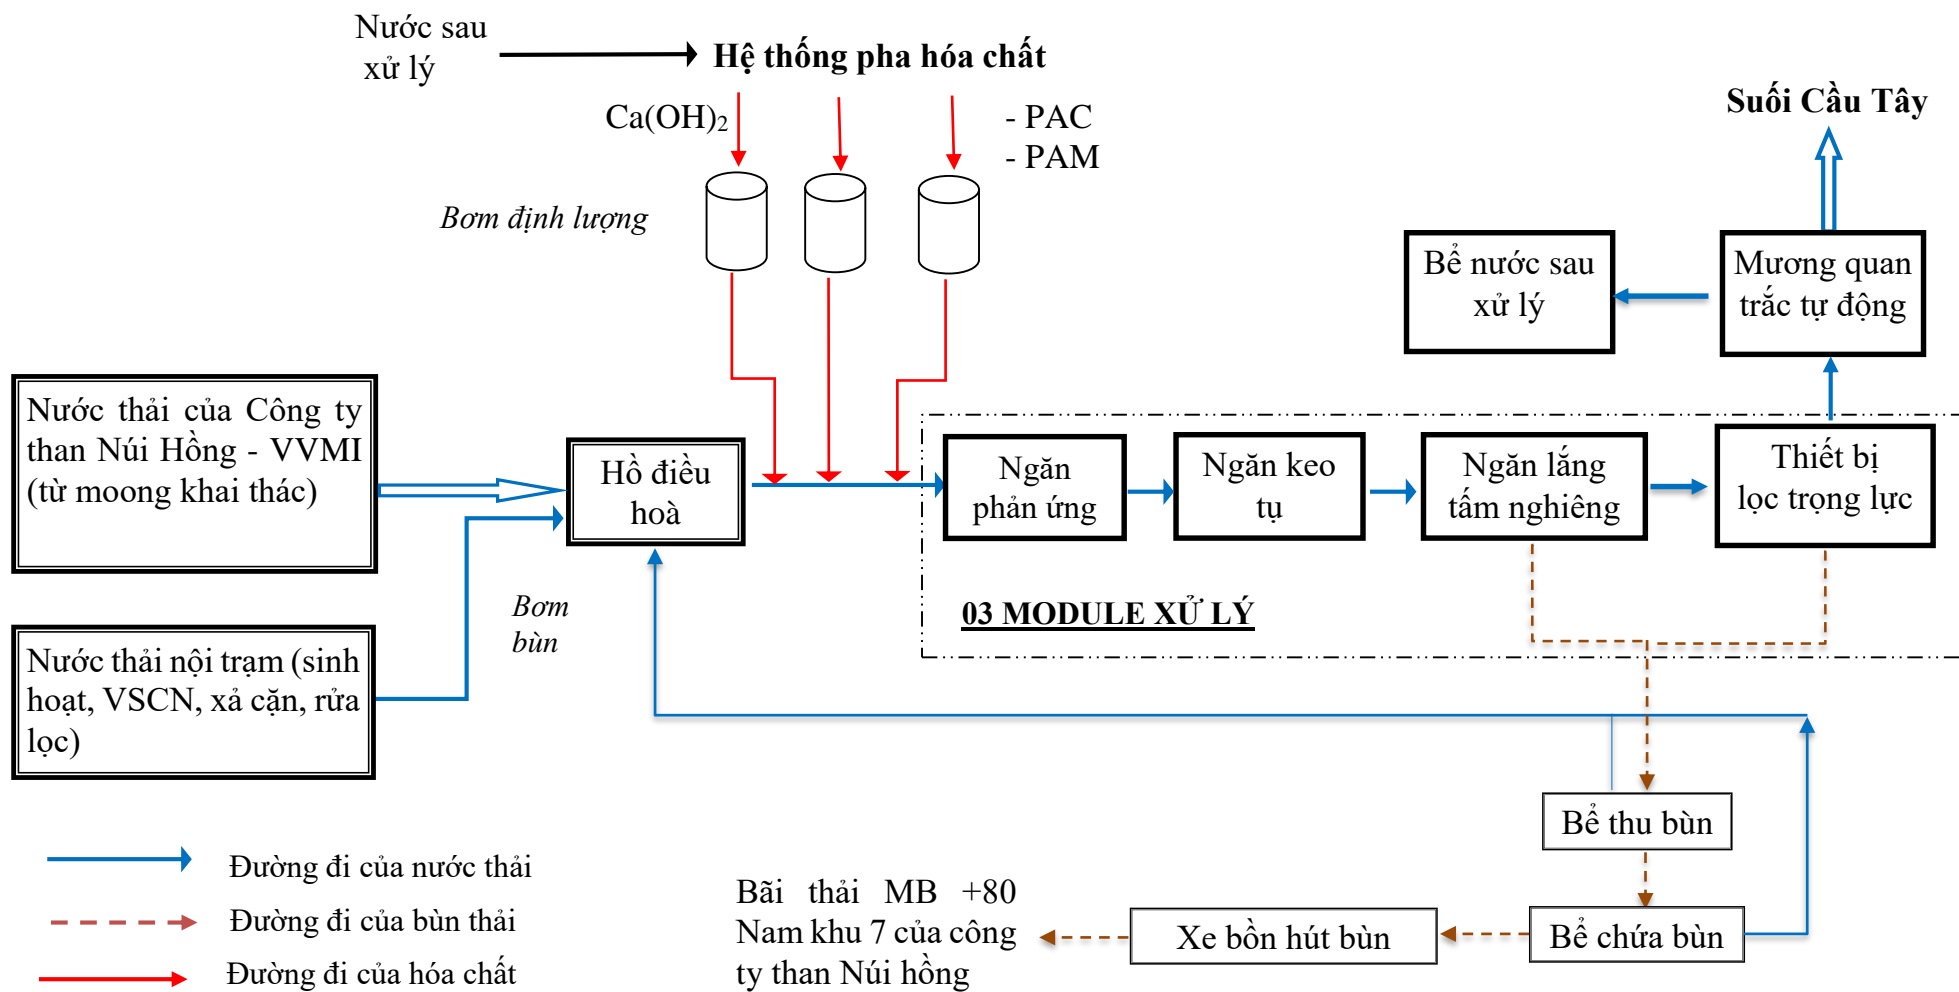 Nước sau
xử lý
Hệ thống pha hóa chất
Ca(OH)₂
- PAC
- PAM
Suối Cầu Tây
Bơm định lượng
Bể nước sau
xử lý
Mương quan
trắc tự động
Nước thải của Công ty
than Núi Hồng - VVMI
(từ moong khai thác)
Hồ điều
hoà
Ngăn
phản ứng
Ngăn keo
tụ
Ngăn lắng
tấm nghiêng
Thiết bị
lọc trọng lực
03 MODULE XỬ LÝ
Bơm
bùn
Nước thải nội trạm (sinh
hoạt, VSCN, xả cặn, rửa
lọc)
Bể thu bùn
Đường đi của nước thải
Đường đi của bùn thải
Đường đi của hóa chất
Bãi thải MB +80
Nam khu 7 của công
ty than Núi hồng
Xe bồn hút bùn
Bể chứa bùn